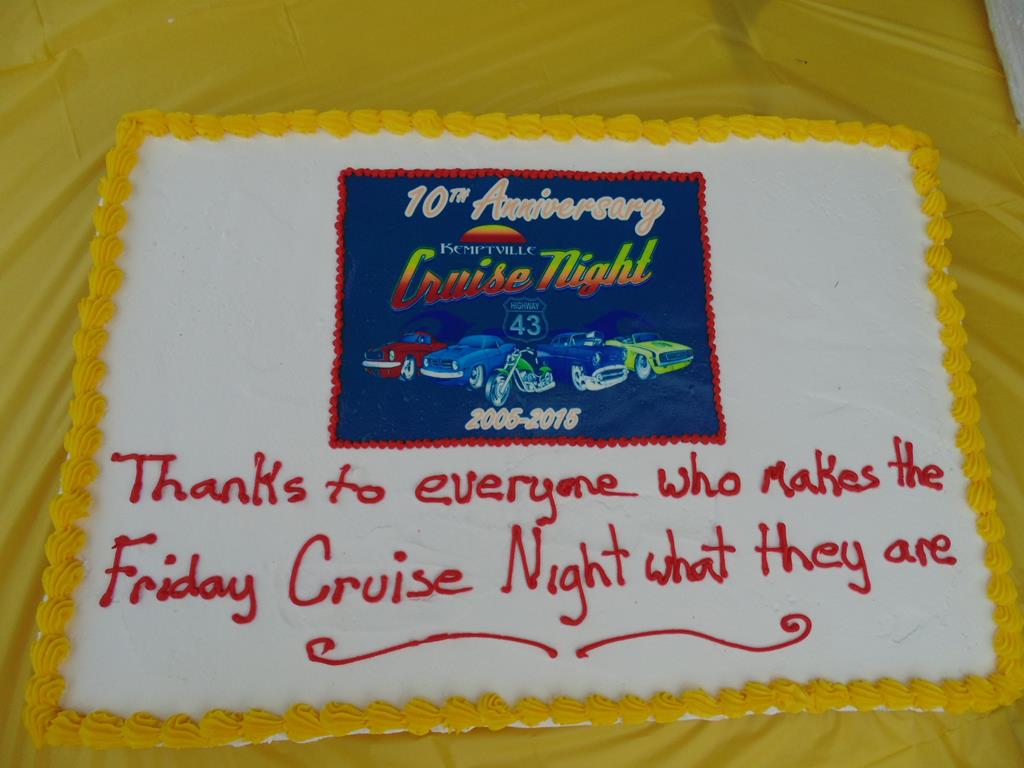 10TH Anniversary
KEMPTVILLE
Cruise Night
HIGHWAY
43
2005-2015
Thanks to everyone who makes the
Friday Cruise Night what they are